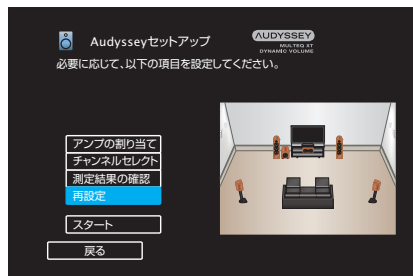 Audysseyセットアップ
AUDYSSEY
MULTEQ XT
DYNAMIC VOLUME
必要に応じて、以下の項目を設定してください。
アンプの割り当て
チャンネルセレクト
測定結果の確認
再設定
スタート
戻る